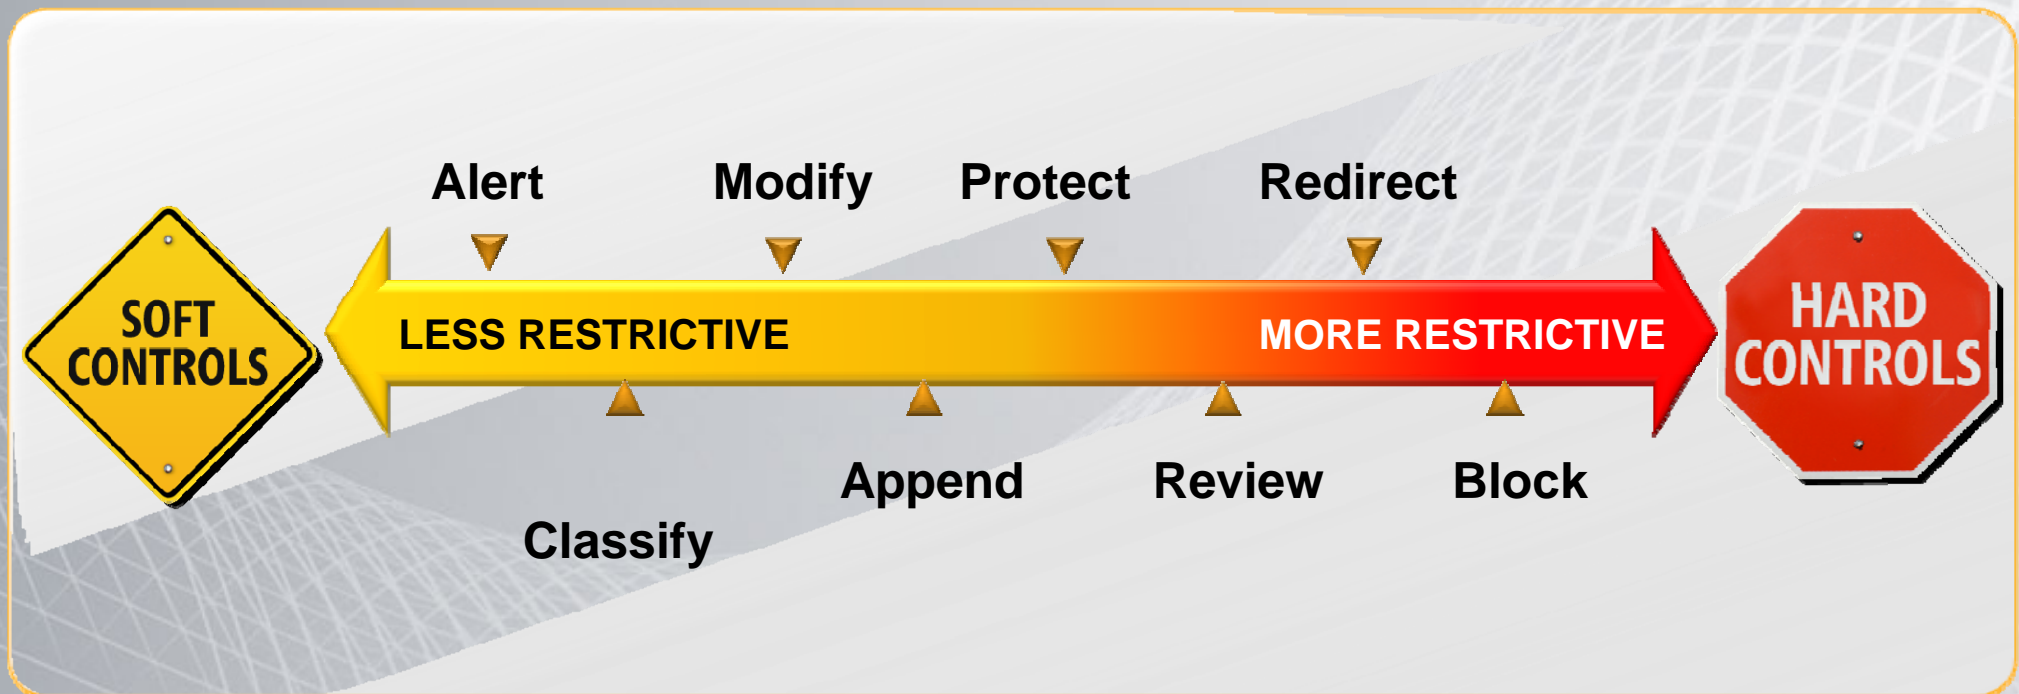 Alert Modify Protect Redirect
SOFT
CONTROLS
LESS RESTRICTIVE MORE RESTRICTIVE
HARD
CONTROLS
Append Review Block
Classify